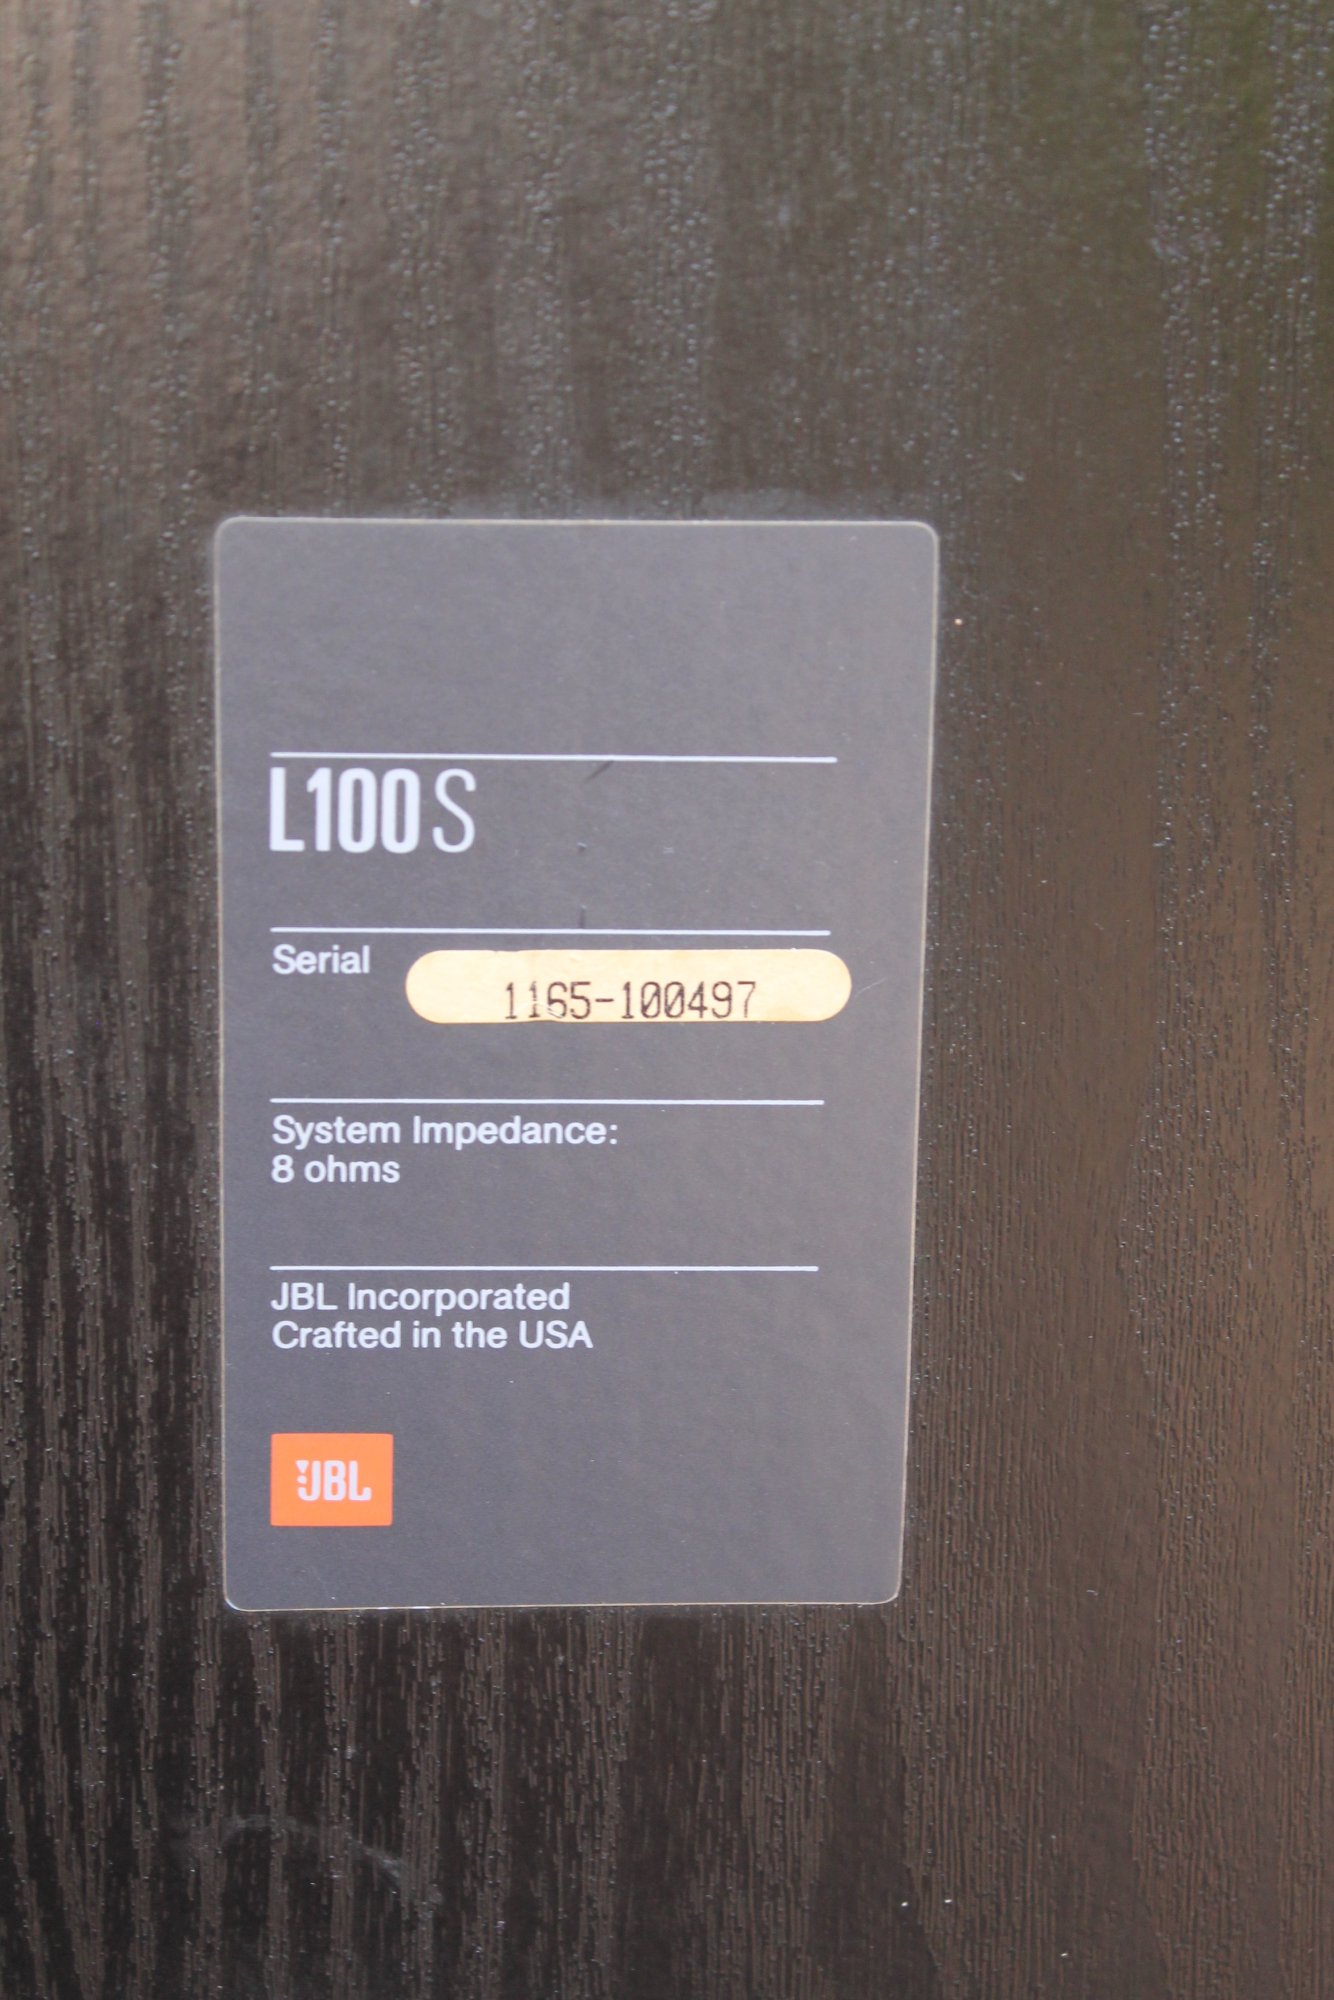 L100 S
Serial 1165-100497
System Impedance:
8 ohms
JBL Incorporated
Crafted in the USA
JBL